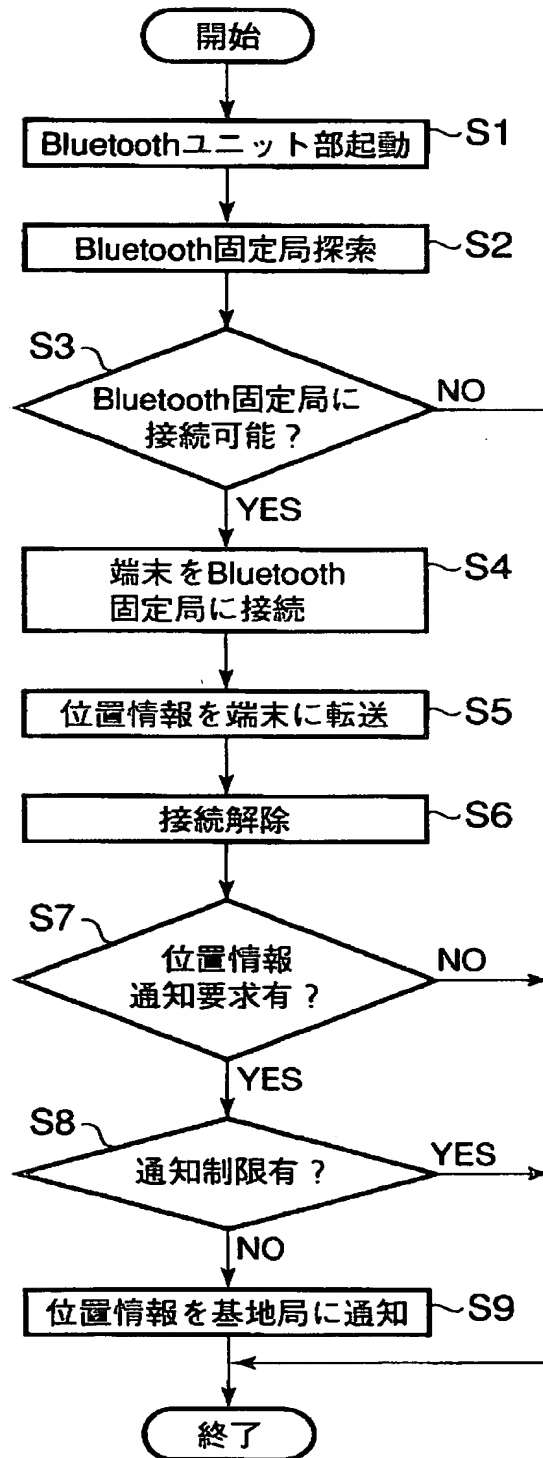 開始
Bluetoothユニット部起動
S1
Bluetooth固定局探索
S2
S3
Bluetooth固定局に
接続可能？
NO
YES
端末をBluetooth
固定局に接続
S4
位置情報を端末に転送
S5
接続解除
S6
S7
位置情報
通知要求有？
NO
YES
S8
通知制限有？
YES
NO
位置情報を基地局に通知
S9
終了